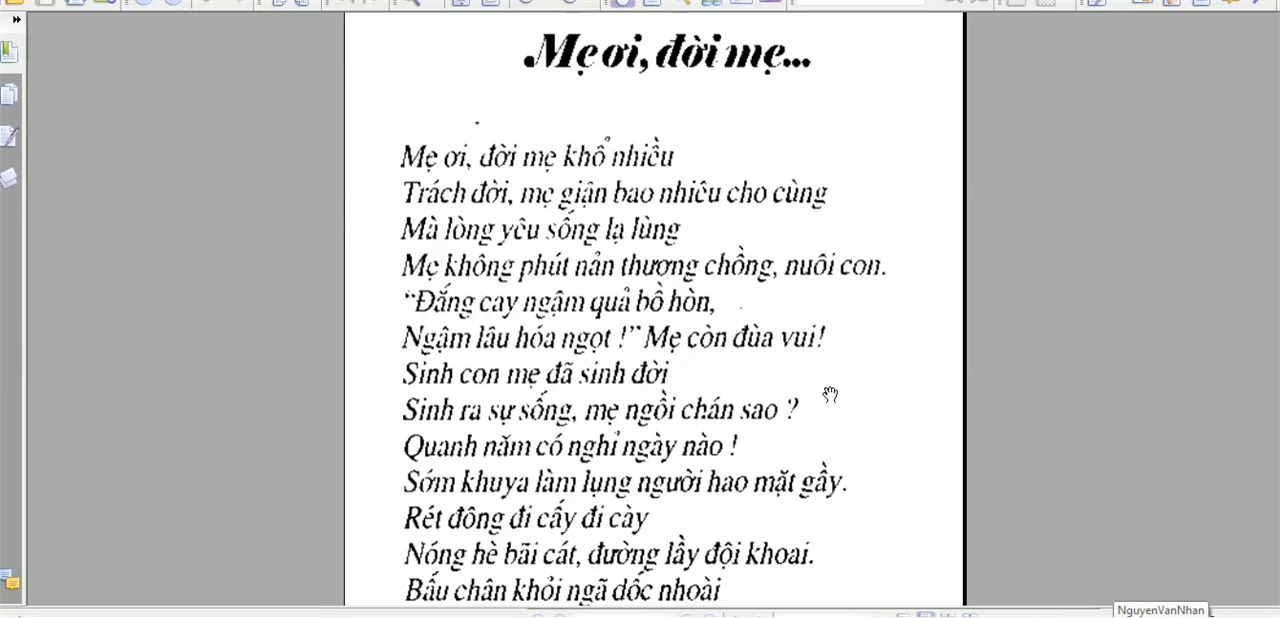 Mẹ ơi, đời mẹ...
Mẹ ơi, đời mẹ khổ nhiều
Trách đời, mẹ giận bao nhiêu cho cùng
Mà lòng yêu sống lạ lùng
Mẹ không phút nản thương chồng, nuôi con.
“Đắng cay ngậm quả bồ hòn,
Ngậm lâu hóa ngọt !” Mẹ còn đùa vui!
Sinh con mẹ đã sinh đời
Sinh ra sự sống, mẹ ngồi chán sao ?
Quanh năm có nghỉ ngày nào !
Sớm khuya làm lụng người hao mặt gầy.
Rét đông đi cấy đi cày
Nóng hè bãi cát, đường lầy đội khoai.
Bấu chân khỏi ngã dốc nhoài
NguyenVanNhan